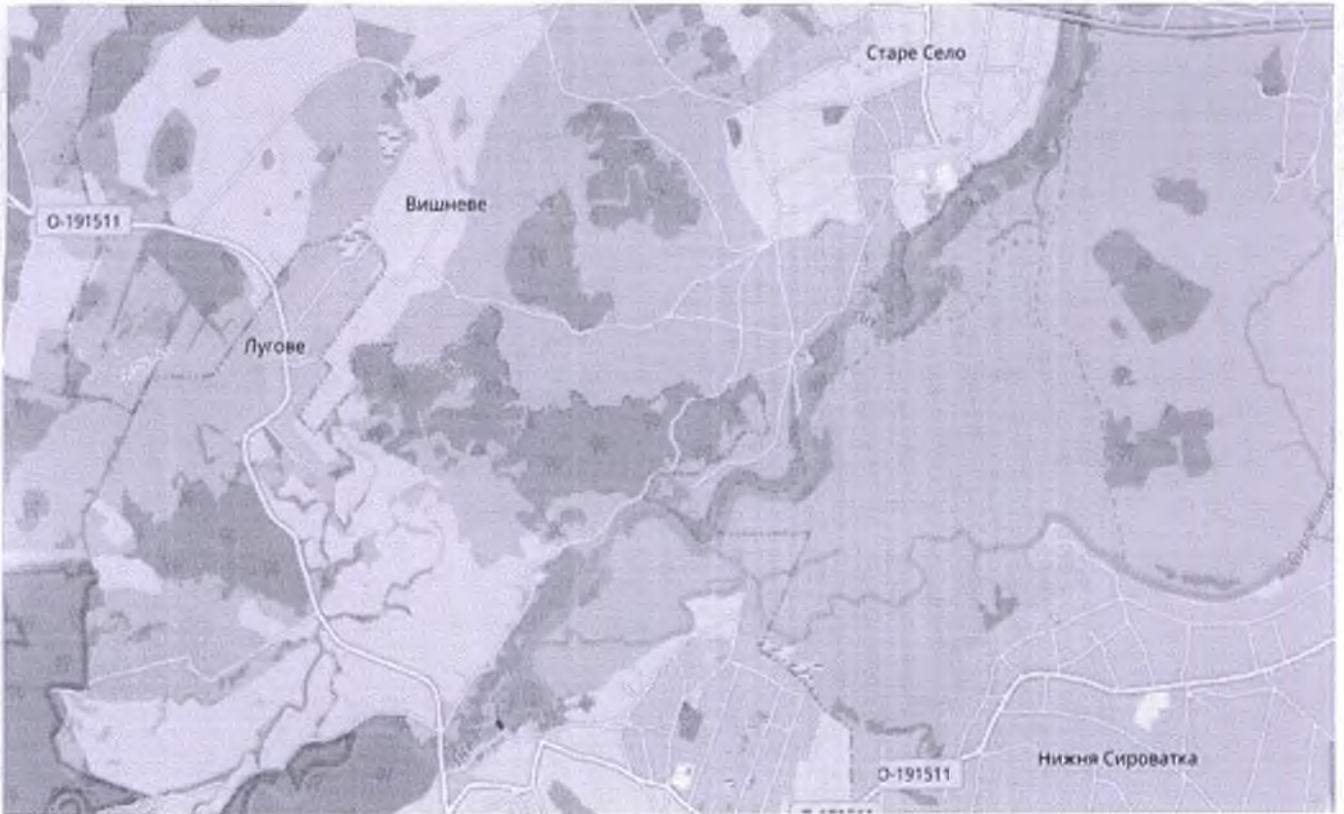 Старе Село
Вишневе
О-191511
Лугове
О-191511
Нижня Сироватка